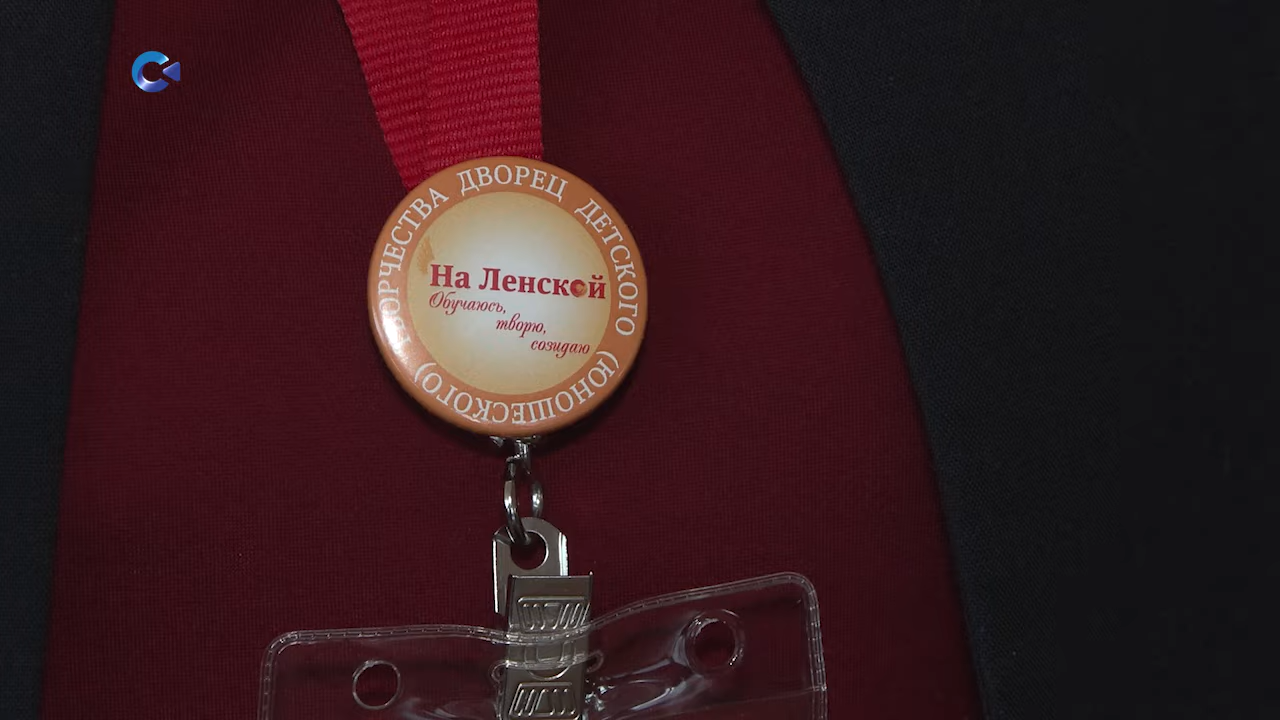 ДВОРЕЦ ДЕТСКОГО (ЮНОШЕСКОГО) ТВОРЧЕСТВА
На Ленской
Обучаюсь,
творю,
созидаю